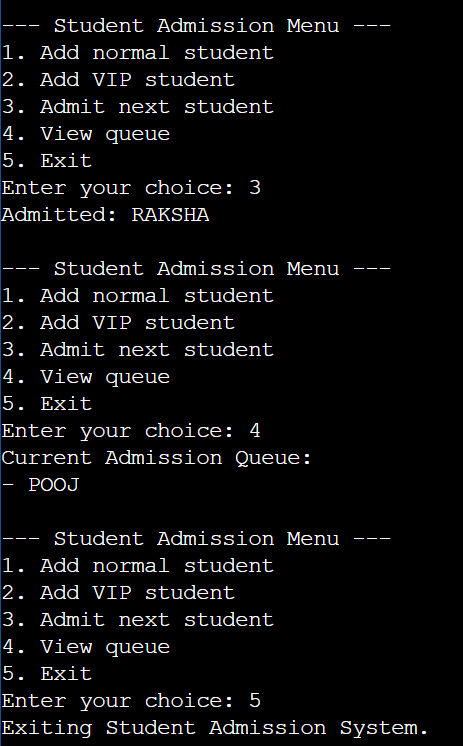 --- Student Admission Menu ---
1. Add normal student
2. Add VIP student
3. Admit next student
4. View queue
5. Exit
Enter your choice: 3
Admitted: RAKSHA
--- Student Admission Menu ---
1. Add normal student
2. Add VIP student
3. Admit next student
4. View queue
5. Exit
Enter your choice: 4
Current Admission Queue:
- POOJ
--- Student Admission Menu ---
1. Add normal student
2. Add VIP student
3. Admit next student
4. View queue
5. Exit
Enter your choice: 5
Exiting Student Admission System.